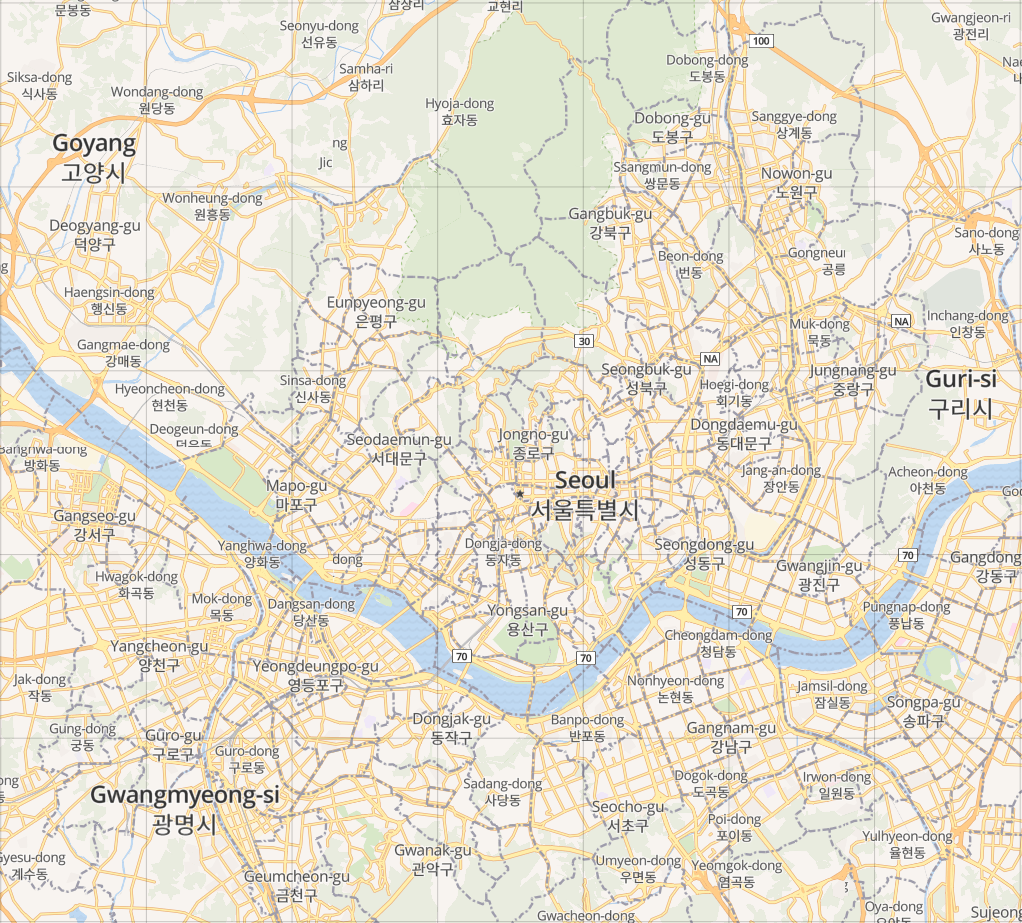 문봉동
삼상리
교현리
Seonyu-dong
선유동
Gwangjeon-ri
광전리
100
Dobong-dong
도봉동
Siksa-dong
식사동
Samha-ri
삼하리
Wondang-dong
원당동
Hyoja-dong
효자동
Dobong-gu
도봉구
Sanggye-dong
상계동
Goyang
고양시
ng
Jic
Ssangmun-dong
쌍문동
Nowon-gu
노원구
Wonheung-dong
원흥동
Gangbuk-gu
강북구
Deogyang-gu
덕양구
Sano-dong
사노동
Beon-dong
번동
Gongneu
공릉
Haengsin-dong
행신동
Eunpyeong-gu
은평구
NA
Inchang-dong
인창동
Muk-dong
묵동
Gangmae-dong
강매동
30
NA
Seongbuk-gu
성북구
Jungnang-gu
중랑구
Guri-si
구리시
Sinsa-dong
신사동
Hoegi-dong
회기동
Hyeoncheon-dong
현천동
Deogeun-dong
덕은동
Seodaemun-gu
서대문구
Jongno-gu
종로구
Dongdaemu-gu
동대문구
Banghwa-dong
방화동
Jang-an-dong
장안동
Acheon-dong
아천동
Mapo-gu
마포구
Seoul
서울특별시
Gangseo-gu
강서구
Yanghwa-dong
양화동
dong
Dongja-dong
동자동
Seongdong-gu
성동구
70
Gangdong
강동구
Gwangjin-gu
광진구
Hwagok-dong
화곡동
Mok-dong
목동
Dangsan-dong
당산동
Yongsan-gu
용산구
70
Pungnap-dong
풍납동
Cheongdam-dong
청담동
Yangcheon-gu
양천구
70
70
Yeongdeungpo-gu
영등포구
Jak-dong
작동
Nonhyeon-dong
논현동
Jamsil-dong
잠실동
Songpa-gu
송파구
Dongjak-gu
동작구
Banpo-dong
반포동
Gung-dong
궁동
Guro-gu
구로구
Gangnam-gu
강남구
Guro-dong
구로동
Dogok-dong
도곡동
Irwon-dong
일원동
Sadang-dong
사당동
Gwangmyeong-si
광명시
Seocho-gu
서초구
Poi-dong
포이동
Yulhyeon-dong
율현동
Gwanak-gu
관악구
Gyesu-dong
계수동
Umyeon-dong
우면동
Yeomgok-dong
염곡동
Geumcheon-gu
금천구
Gwacheon-dong
Oya-dong
Sujeong